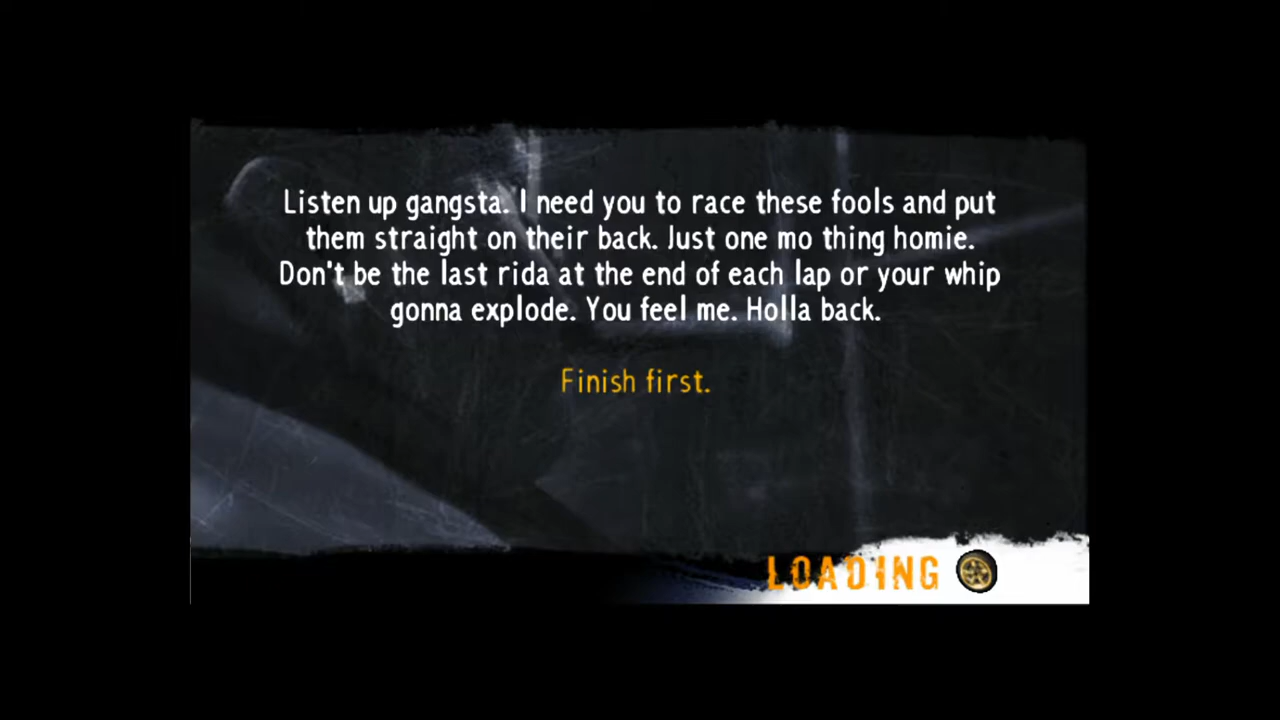 Listen up gangsta. I need you to race these fools and put
them straight on their back. Just one mo thing homie.
Don't be the last rida at the end of each lap or your whip
gonna explode. You feel me. Holla back.
Finish first.
LOADING